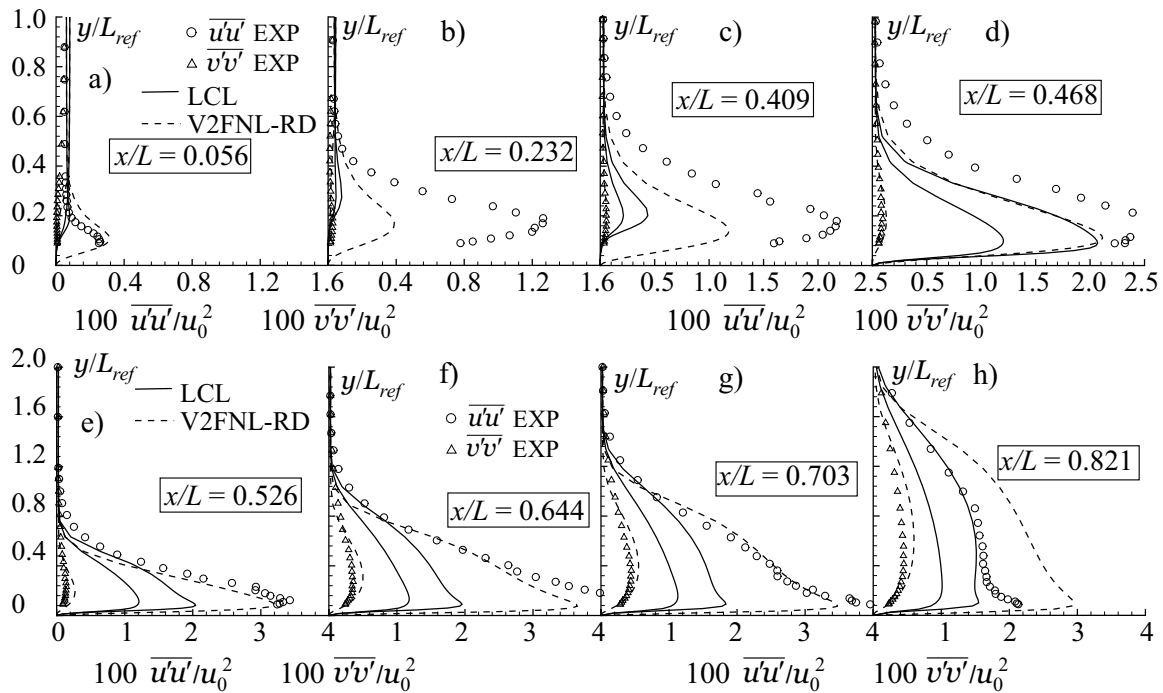 1.0 y/L_ref b) y/L_ref c) y/L_ref d)
0.8 a) u'u' EXP
v'v' EXP
LCL x/L = 0.409 x/L = 0.468
0.6 V2FNL-RD
x/L = 0.056 x/L = 0.232
0.4
0.2
0
0 0.4 0.8 1.2 1.6 0.4 0.8 1.2 1.6 0.5 1.0 1.5 2.0 2.5 0.5 1.0 1.5 2.0 2.5
100 u'u'/u_0^2 100 v'v'/u_0^2 100 u'u'/u_0^2 100 v'v'/u_0^2
2.0 y/L_ref f) y/L_ref g) y/L_ref h)
LCL
1.6 e) V2FNL-RD u'u' EXP
v'v' EXP
1.2
x/L = 0.526 x/L = 0.644 x/L = 0.703 x/L = 0.821
0.8
0.4
0
0 1 2 3 4 1 2 3 4 1 2 3 4 1 2 3 4
100 u'u'/u_0^2 100 v'v'/u_0^2 100 u'u'/u_0^2 100 v'v'/u_0^2